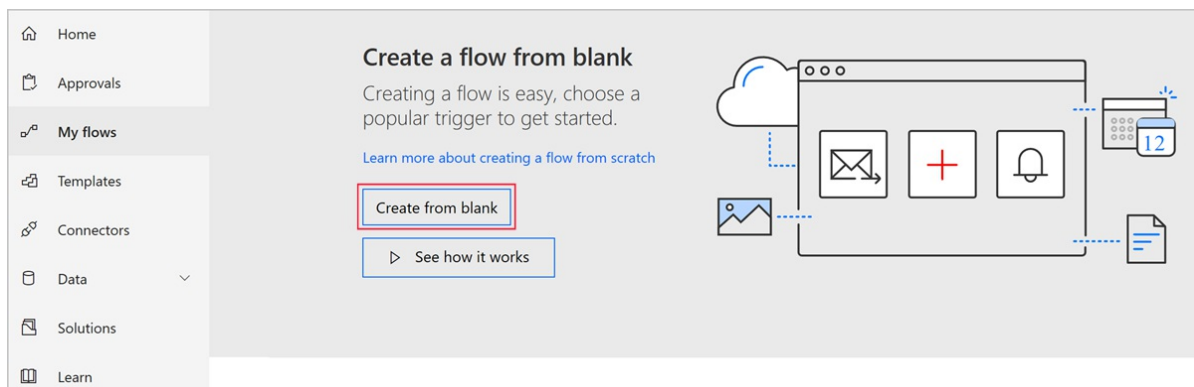 Home
Approvals
My flows
Templates
Connectors
Data
Solutions
Learn
Create a flow from blank
Creating a flow is easy, choose a
popular trigger to get started.
Learn more about creating a flow from scratch
Create from blank
See how it works
12